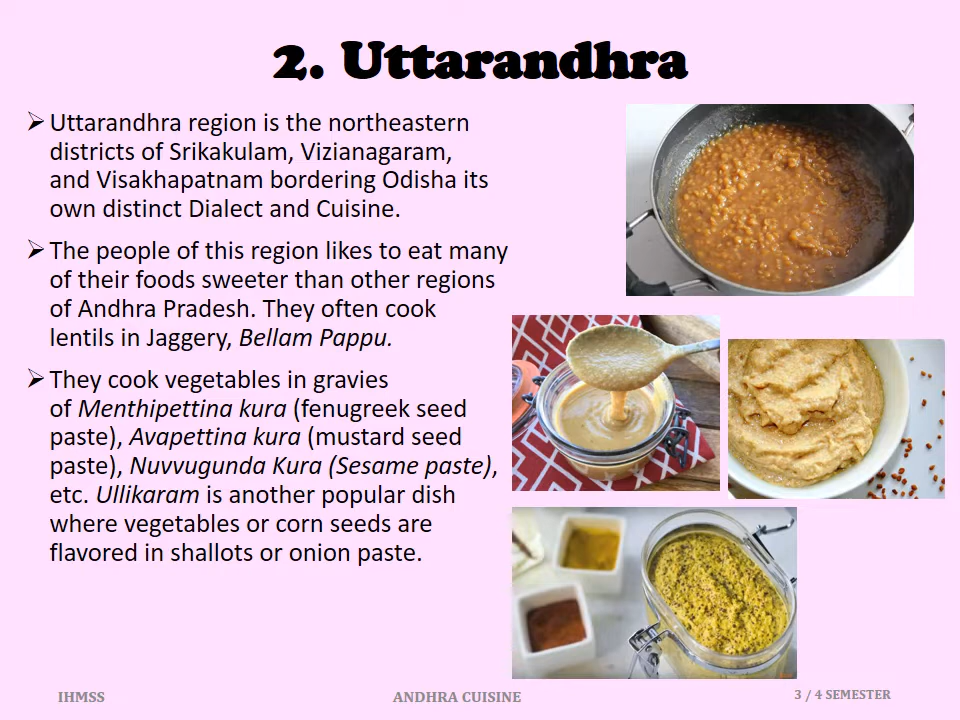 2. Uttarandhra
➢ Uttarandhra region is the northeastern
districts of Srikakulam, Vizianagaram,
and Visakhapatnam bordering Odisha its
own distinct Dialect and Cuisine.
➢ The people of this region likes to eat many
of their foods sweeter than other regions
of Andhra Pradesh. They often cook
lentils in Jaggery, Bellam Pappu.
➢ They cook vegetables in gravies
of Menthipettina kura (fenugreek seed
paste), Avapettina kura (mustard seed
paste), Nuvvugunda Kura (Sesame paste),
etc. Ullikaram is another popular dish
where vegetables or corn seeds are
flavored in shallots or onion paste.
IHMSS
ANDHRA CUISINE
3 / 4 SEMESTER